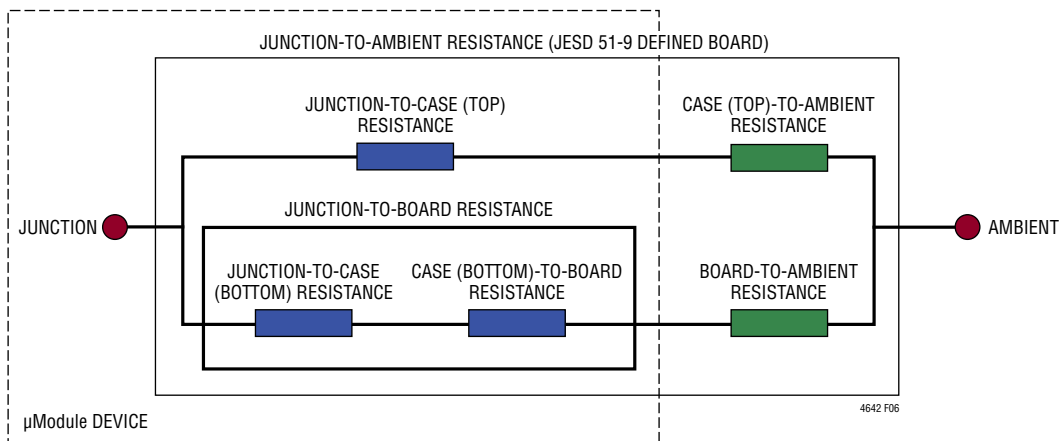 JUNCTION-TO-AMBIENT RESISTANCE (JESD 51-9 DEFINED BOARD)
JUNCTION-TO-CASE (TOP)
RESISTANCE
CASE (TOP)-TO-AMBIENT
RESISTANCE
JUNCTION
JUNCTION-TO-BOARD RESISTANCE
AMBIENT
JUNCTION-TO-CASE
(BOTTOM) RESISTANCE
CASE (BOTTOM)-TO-BOARD
RESISTANCE
BOARD-TO-AMBIENT
RESISTANCE
4642 F06
µModule DEVICE